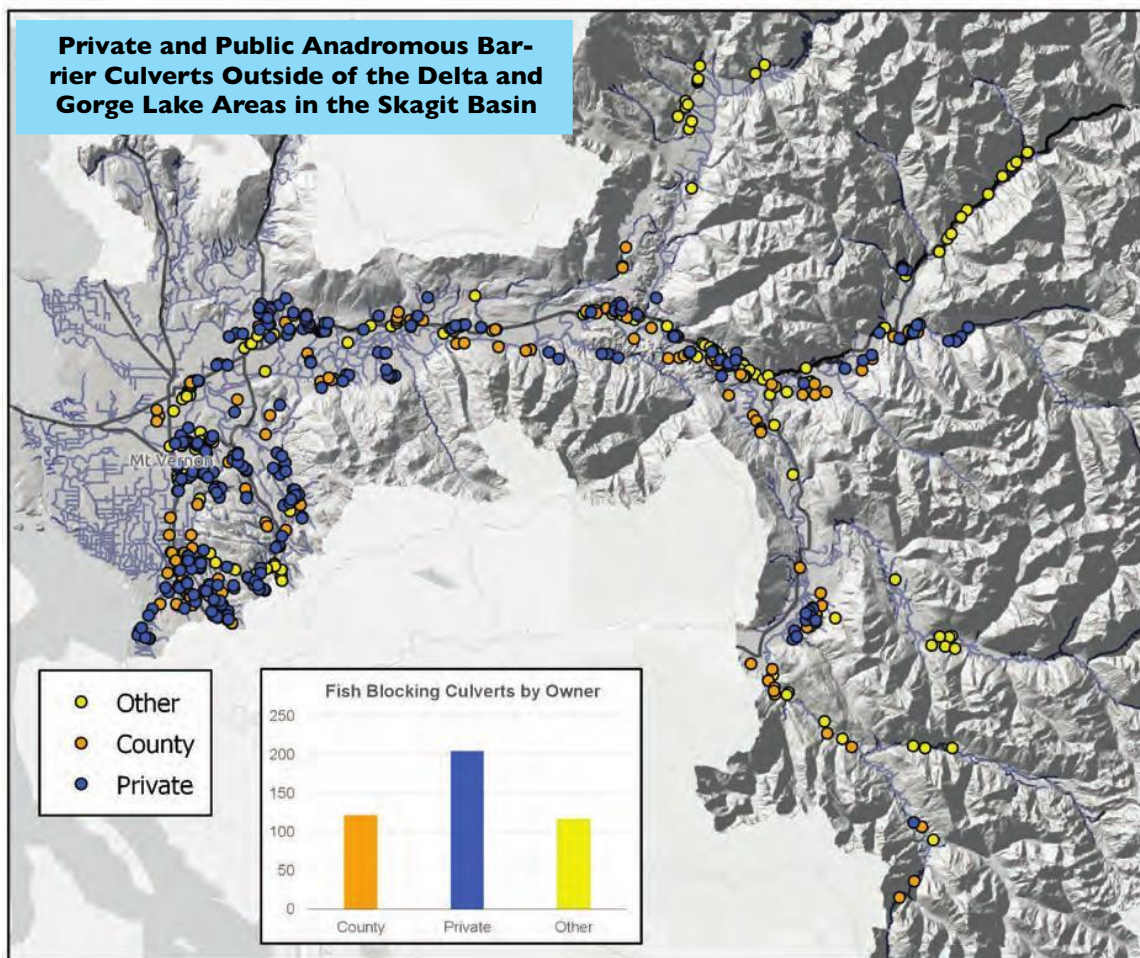 Private and Public Anadromous Bar-
rier Culverts Outside of the Delta and
Gorge Lake Areas in the Skagit Basin
Mt Vernon
Other
County
Private
Fish Blocking Culverts by Owner
250
200
150
100
50
0
County Private Other